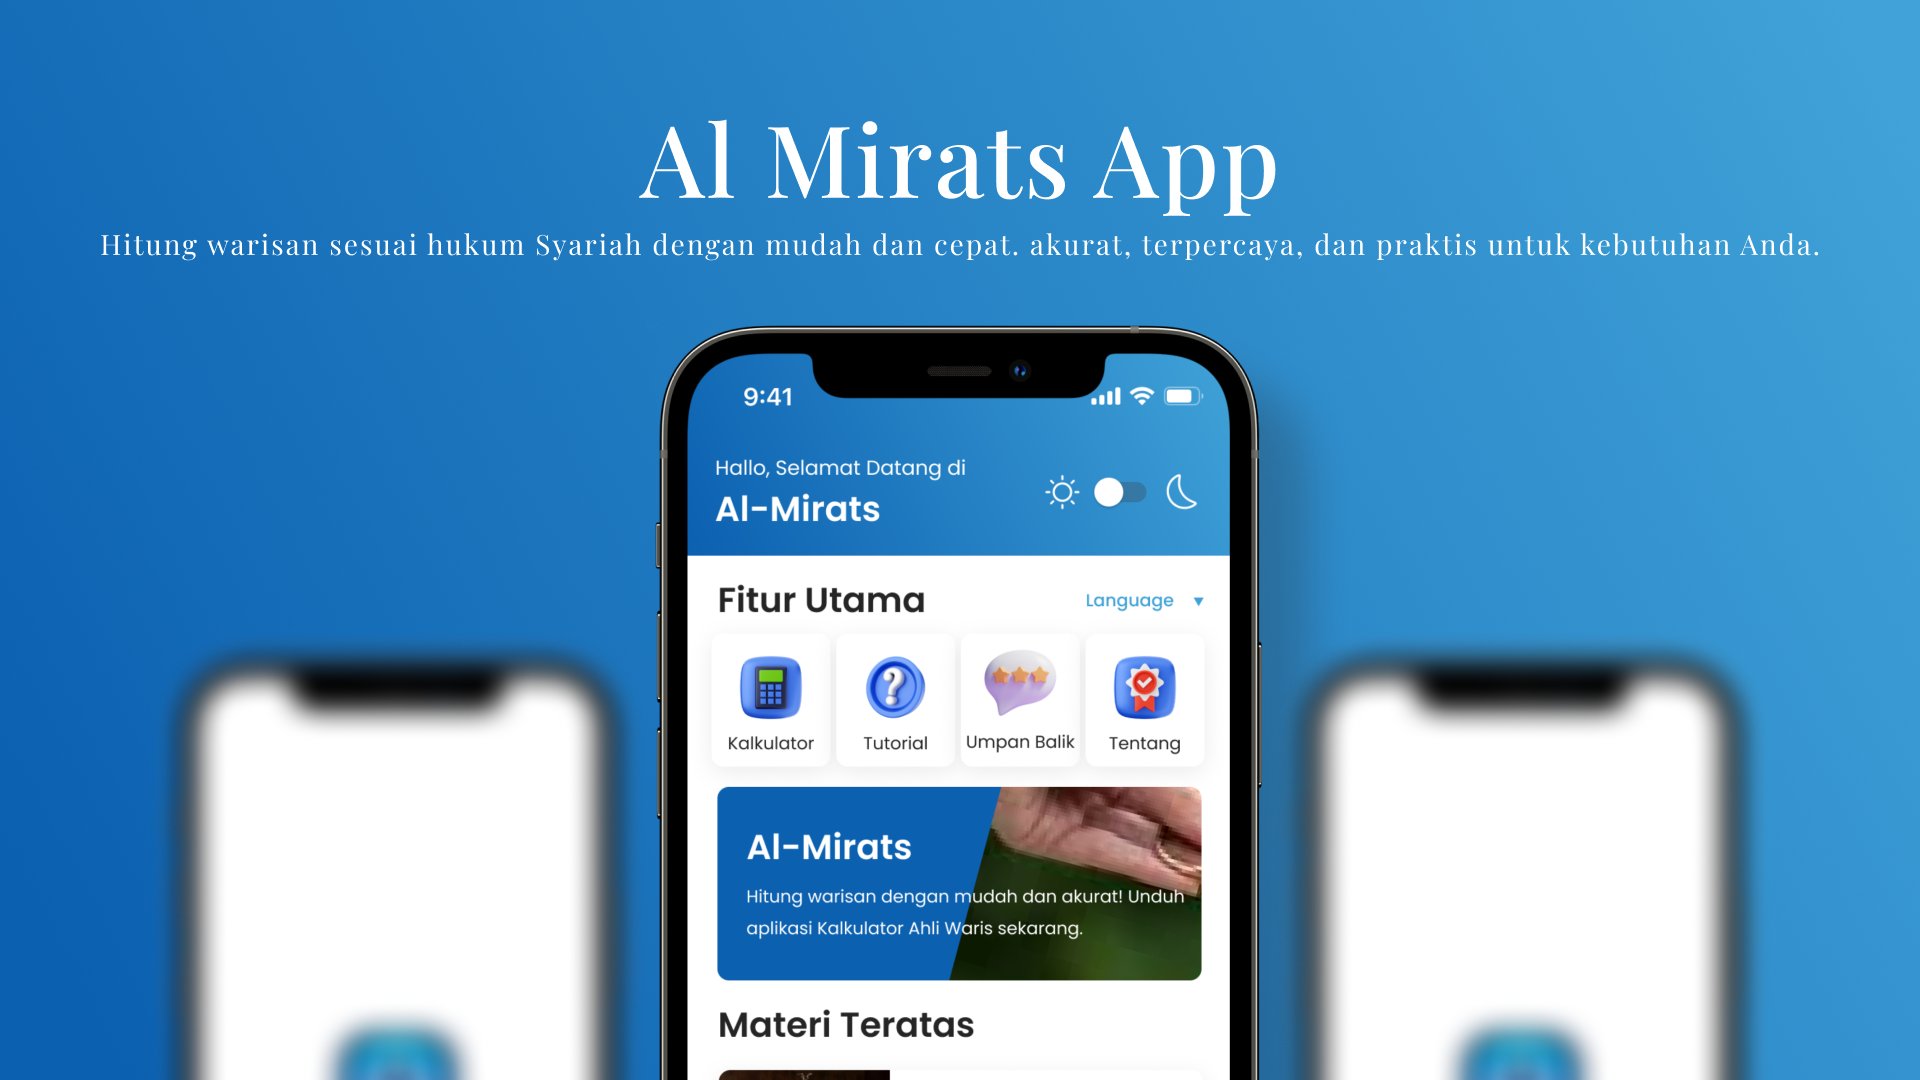 Al Mirats App
Hitung warisan sesuai hukum Syariah dengan mudah dan cepat. akurat, terpercaya, dan praktis untuk kebutuhan Anda.
9:41
Hallo, Selamat Datang di
Al-Mirats
Fitur Utama
Language
Kalkulator
Tutorial
Umpan Balik
Tentang
Al-Mirats
Hitung warisan dengan mudah dan akurat! Unduh
aplikasi Kalkulator Ahli Waris sekarang.
Materi Teratas